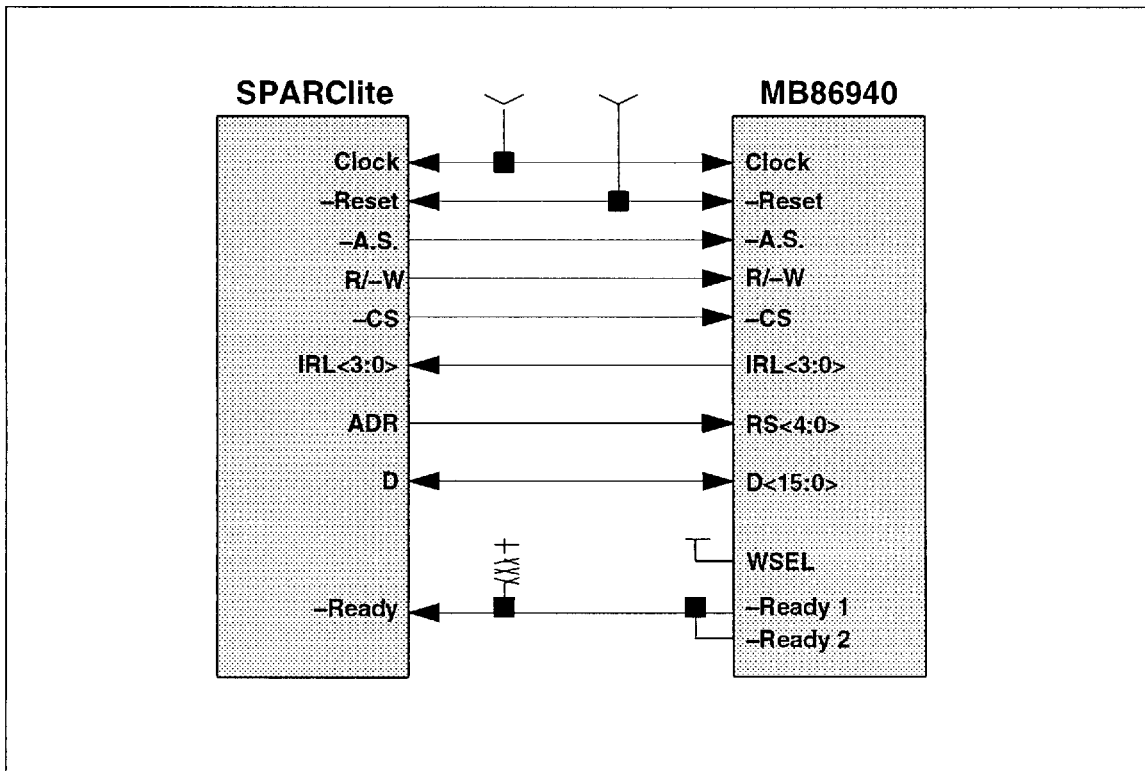 SPARClite
MB86940
Clock
Clock
–Reset
–Reset
–A.S.
–A.S.
R/–W
R/–W
–CS
–CS
IRL<3:0>
IRL<3:0>
ADR
RS<4:0>
D
D<15:0>
WSEL
–Ready
–Ready 1
–Ready 2